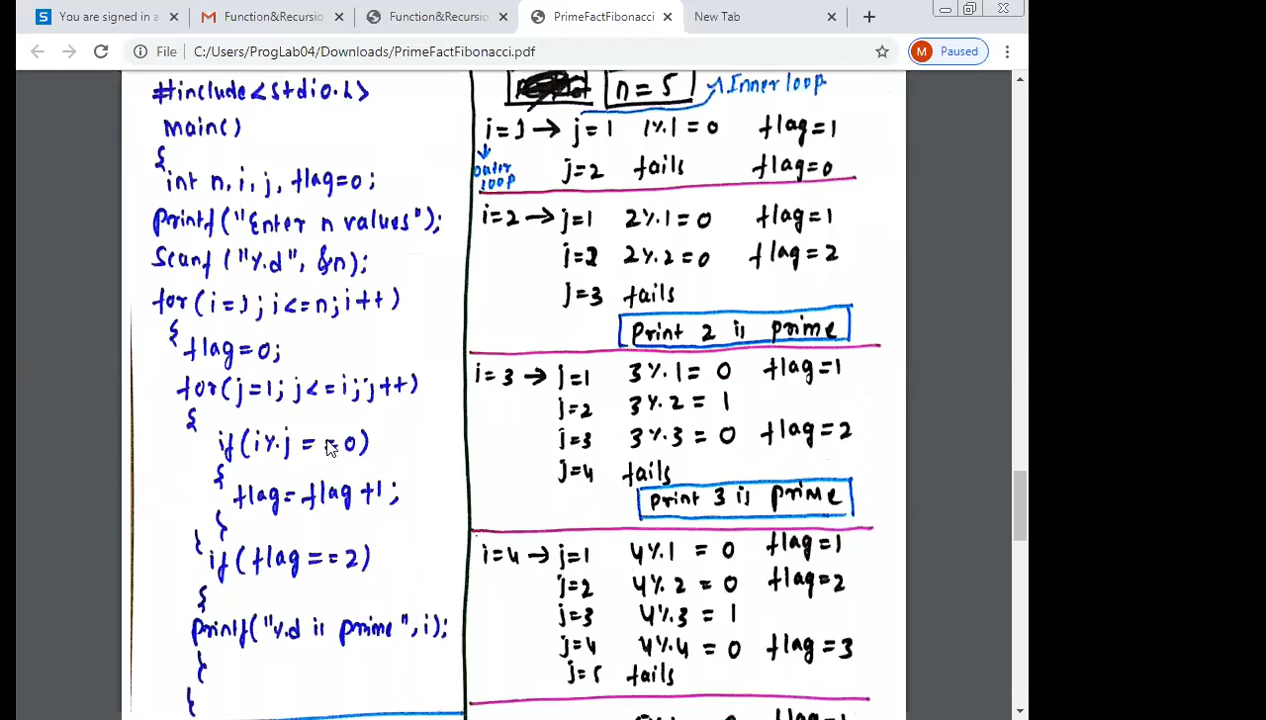 You are signed in a
Function&Recursio
Function&Recursio
PrimeFactFibonacci
New Tab
File
C:/Users/ProgLab04/Downloads/PrimeFactFibonacci.pdf
M
Paused
#include<stdio.h>
main()
{
int n, i, j, flag=0;
printf("Enter n values");
Scanf ("%d", &n);
for(i=1; i<=n; i++)
{
flag=0;
for(j=1; j<=i; j++)
{
if(i%j = =0)
{
flag=flag+1;
}
}
if(flag==2)
{
printf("%d is prime", i);
}
{
n=5
Inner loop
i=1 → j=1 1%1=0 flag=1
outer loop
j=2 fails flag=0
i=2 → j=1 2%1=0 flag=1
j=2 2%2=0 flag=2
j=3 fails
Print 2 is prime
i=3 → j=1 3%1=0 flag=1
j=2 3%2=1
j=3 3%3=0 flag=2
j=4 fails
print 3 is prime
i=4 → j=1 4%1=0 flag=1
j=2 4%2=0 flag=2
j=3 4%3=1
j=4 4%4=0 flag=3
j=5 fails